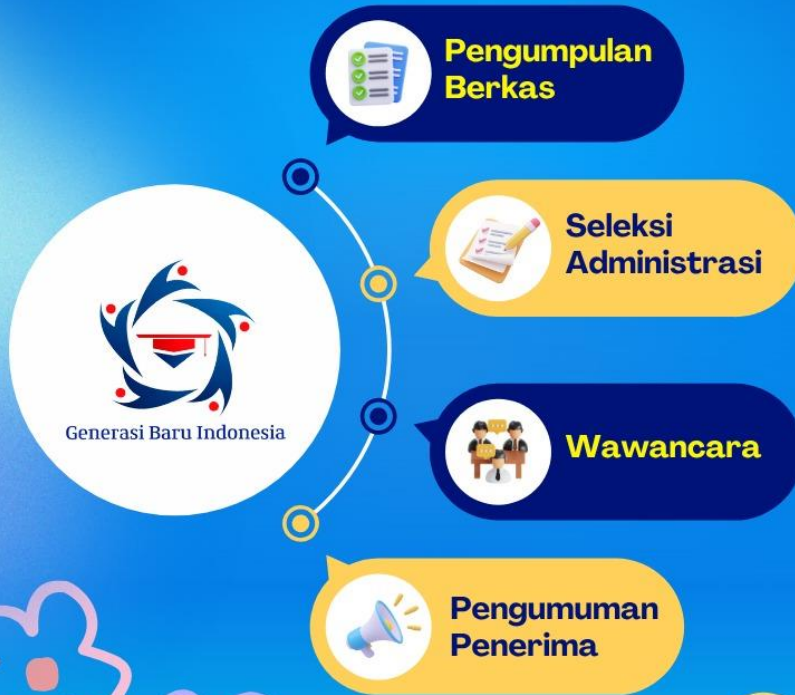 Pengumpulan
Berkas
Seleksi
Administrasi
Generasi Baru Indonesia
Wawancara
Pengumuman
Penerima